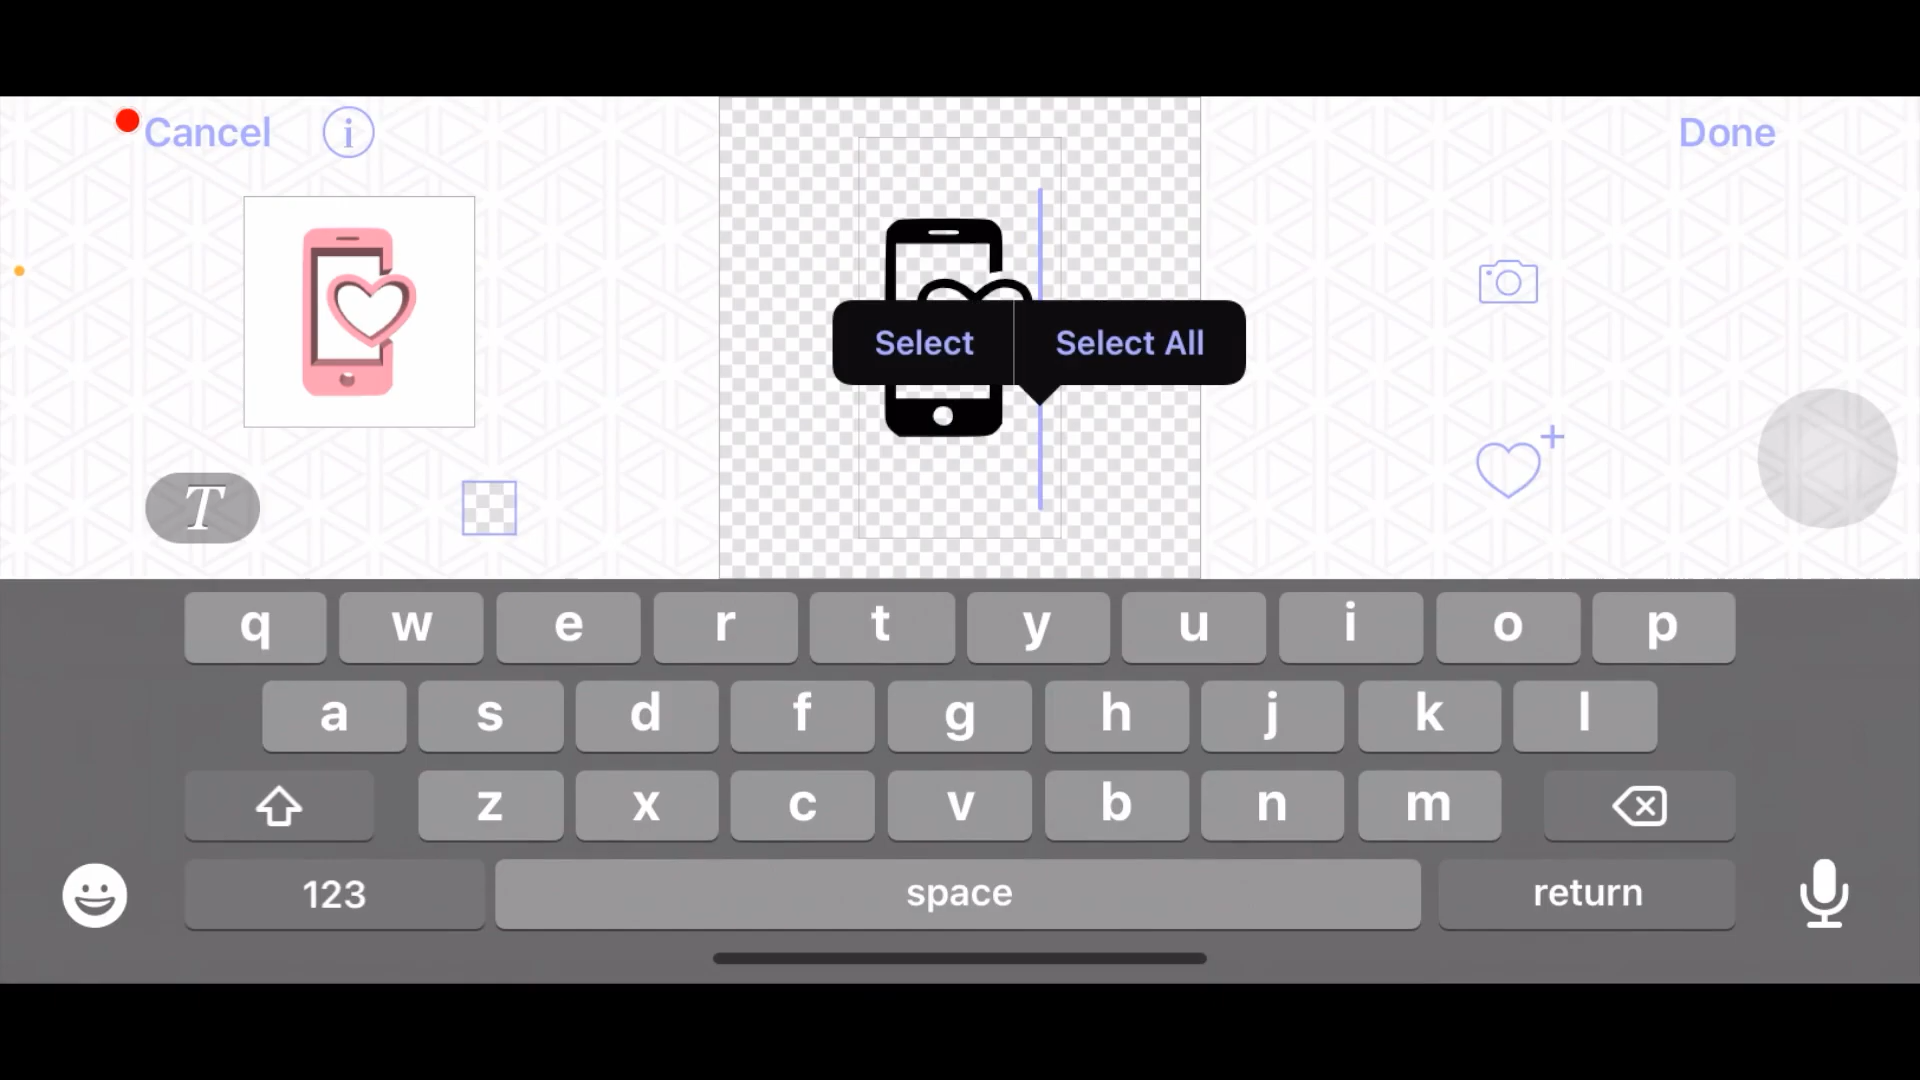 Cancel i Done
Select Select All
T
q w e r t y u i o p
a s d f g h j k l
z x c v b n m
123 space return